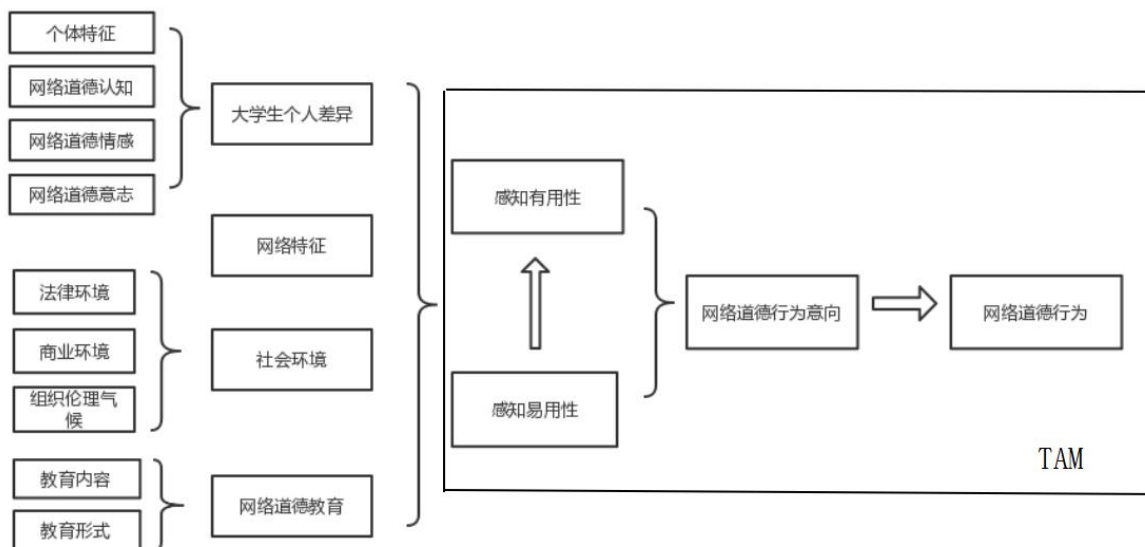 个体特征
网络道德认知
网络道德情感
网络道德意志
大学生个人差异
网络特征
法律环境
商业环境
组织伦理气
候
社会环境
教育内容
教育形式
网络道德教育
感知有用性
感知易用性
网络道德行为意向
网络道德行为
TAM